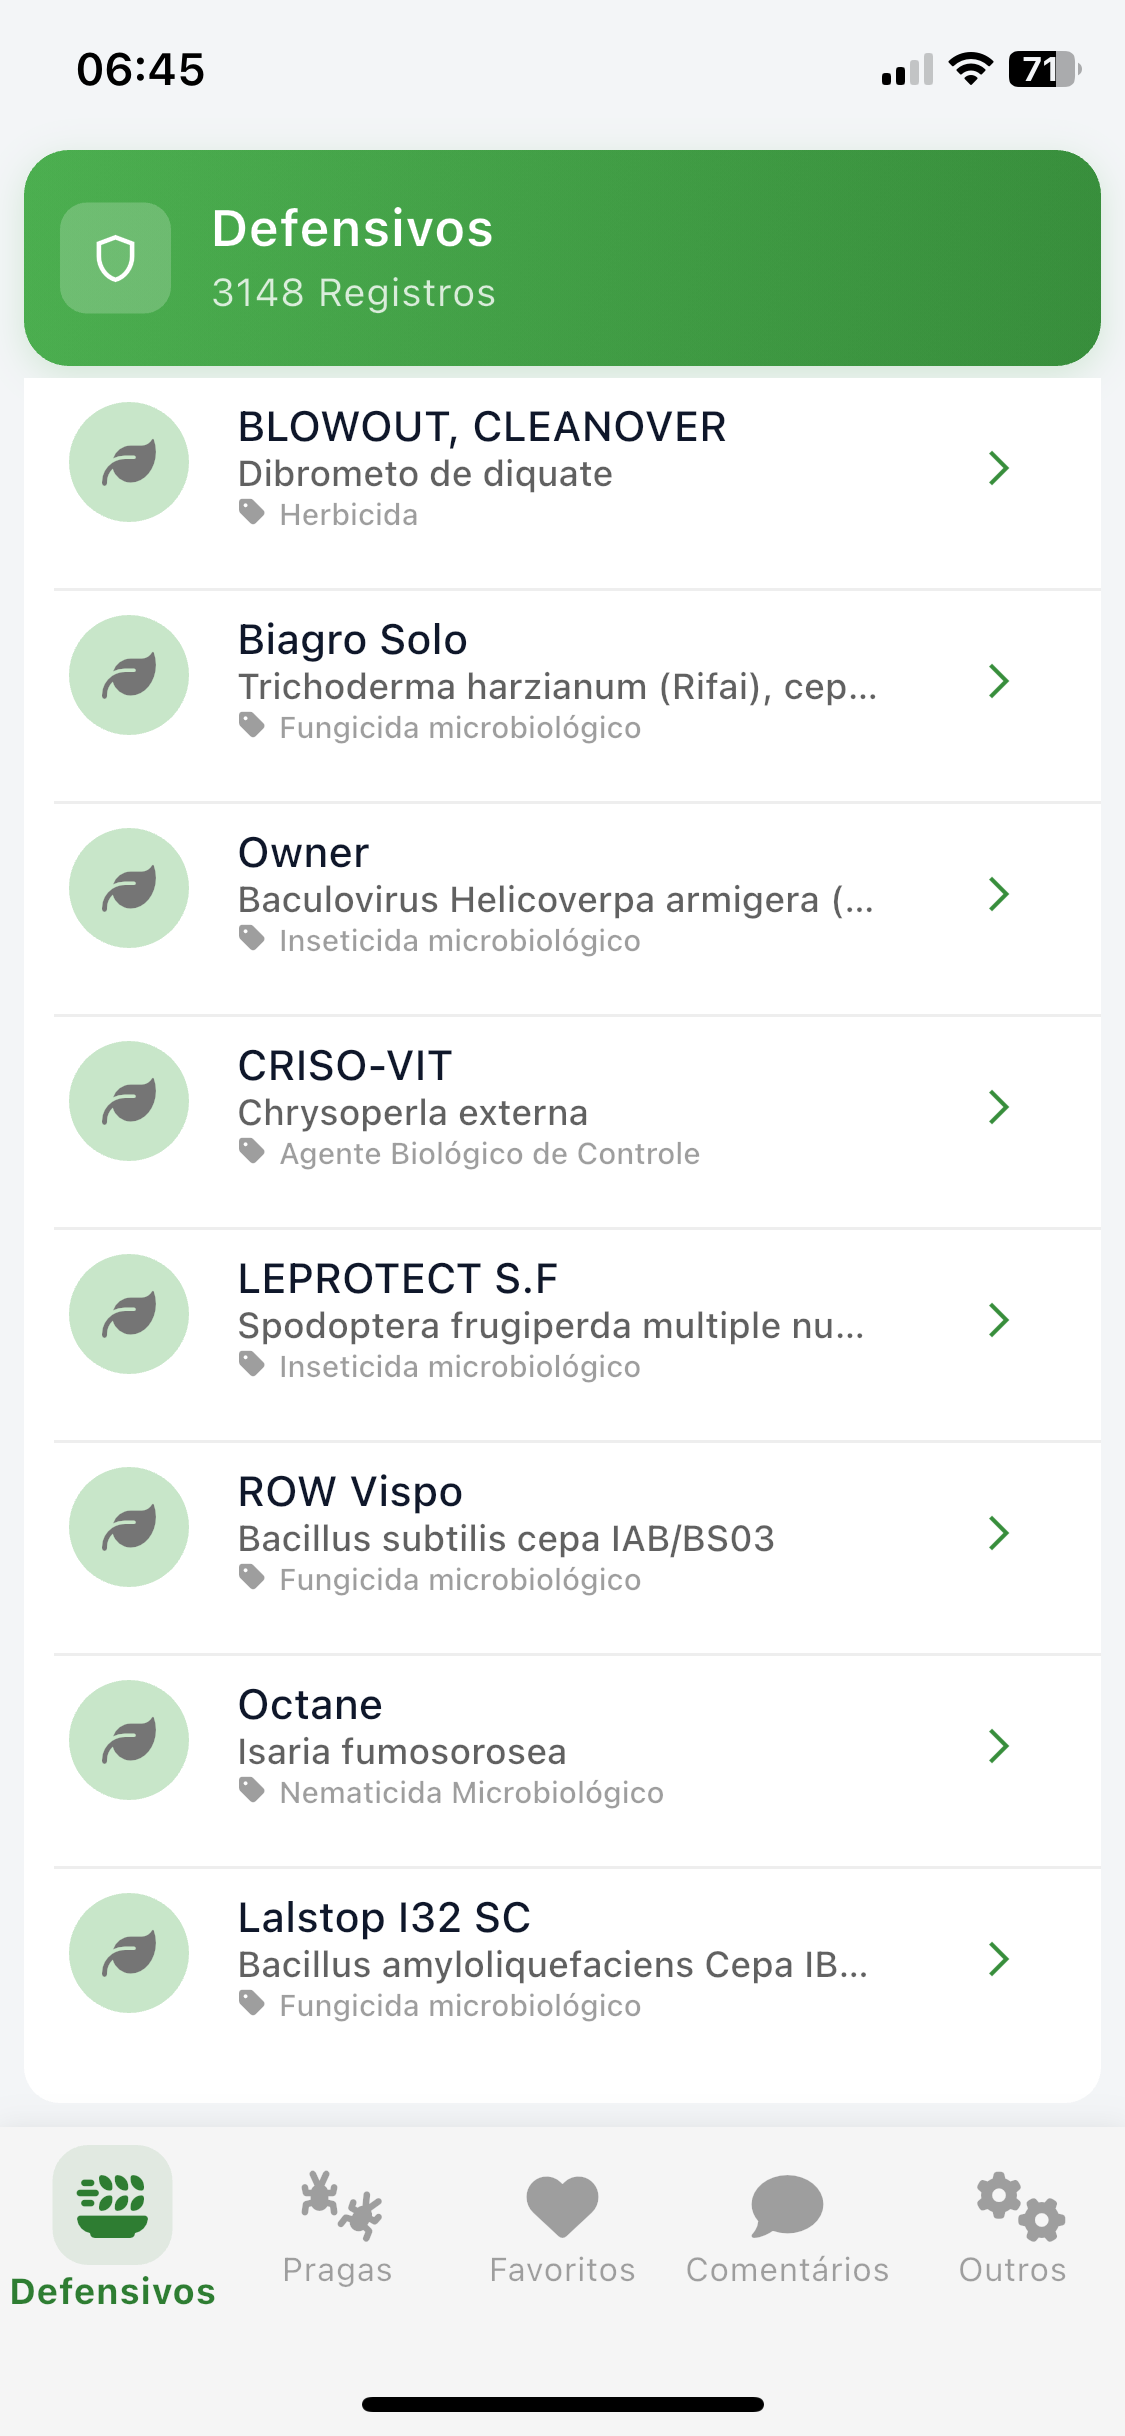 06:45
71
Defensivos
3148 Registros
BLOWOUT, CLEANOVER
Dibrometo de diquate
Herbicida
Biagro Solo
Trichoderma harzianum (Rifai), cep...
Fungicida microbiológico
Owner
Baculovirus Helicoverpa armigera (...
Inseticida microbiológico
CRISO-VIT
Chrysoperla externa
Agente Biológico de Controle
LEPROTECT S.F
Spodoptera frugiperda multiple nu...
Inseticida microbiológico
ROW Vispo
Bacillus subtilis cepa IAB/BS03
Fungicida microbiológico
Octane
Isaria fumosorosea
Nematicida Microbiológico
Lalstop I32 SC
Bacillus amyloliquefaciens Cepa IB...
Fungicida microbiológico
Defensivos
Pragas
Favoritos
Comentários
Outros